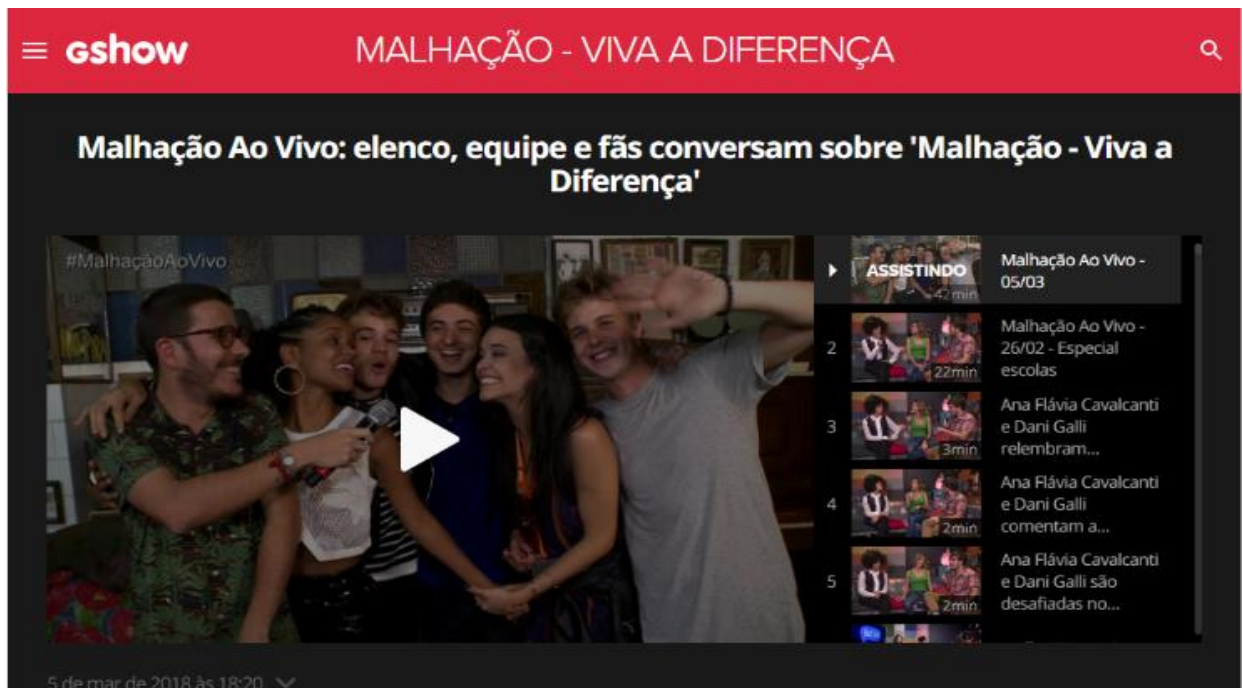 gshow
MALHAÇÃO - VIVA A DIFERENÇA
Malhação Ao Vivo: elenco, equipe e fãs conversam sobre 'Malhação - Viva a
Diferença'
#MalhaçãoAoVivo
ASSISTINDO
42min
Malhação Ao Vivo -
05/03
2
22min
Malhação Ao Vivo -
26/02 - Especial
escolas
3
3min
Ana Flávia Cavalcanti
e Dani Galli
relembram...
4
2min
Ana Flávia Cavalcanti
e Dani Galli
comentam a...
5
2min
Ana Flávia Cavalcanti
e Dani Galli são
desafiadas no...
5 de mar de 2018 às 18:20